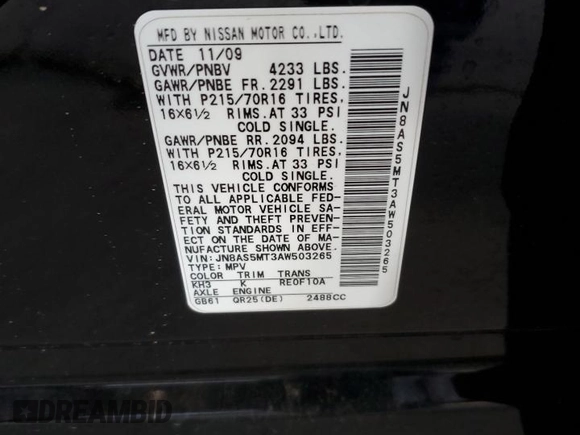 MFD BY NISSAN MOTOR CO.,LTD.
DATE 11/09
GVWR/PNBV 4233 LBS.
GAWR/PNBE FR. 2291 LBS.
WITH P215/70R16 TIRES,
16X6½ RIMS.AT 33 PSI
COLD SINGLE.
GAWR/PNBE RR. 2094 LBS.
WITH P215/70R16 TIRES,
16X6½ RIMS.AT 33 PSI
COLD SINGLE.
THIS VEHICLE CONFORMS
TO ALL APPLICABLE FED-
ERAL MOTOR VEHICLE SA-
FETY AND THEFT PREVEN-
TION STANDARDS IN EFF-
ECT ON THE DATE OF MA-
NUFACTURE SHOWN ABOVE.
VIN: JN8AS5MT3AW503265
TYPE: MPV
COLOR TRIM TRANS
KH3 K RE0F10A
AXLE ENGINE
GB61 QR25(DE) 2488CC
JN8AS5MT3AW503265
DREAMBID